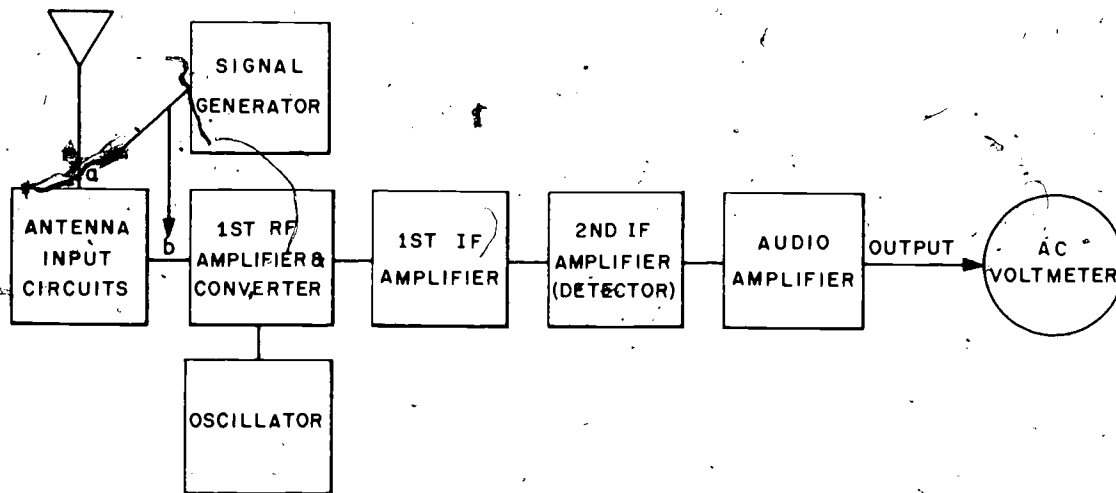 SIGNAL
GENERATOR
a
b
ANTENNA
INPUT
CIRCUITS
1ST RF
AMPLIFIER &
CONVERTER
1ST IF
AMPLIFIER
2ND IF
AMPLIFIER
(DETECTOR)
AUDIO
AMPLIFIER
OUTPUT
AC
VOLTMETER
OSCILLATOR